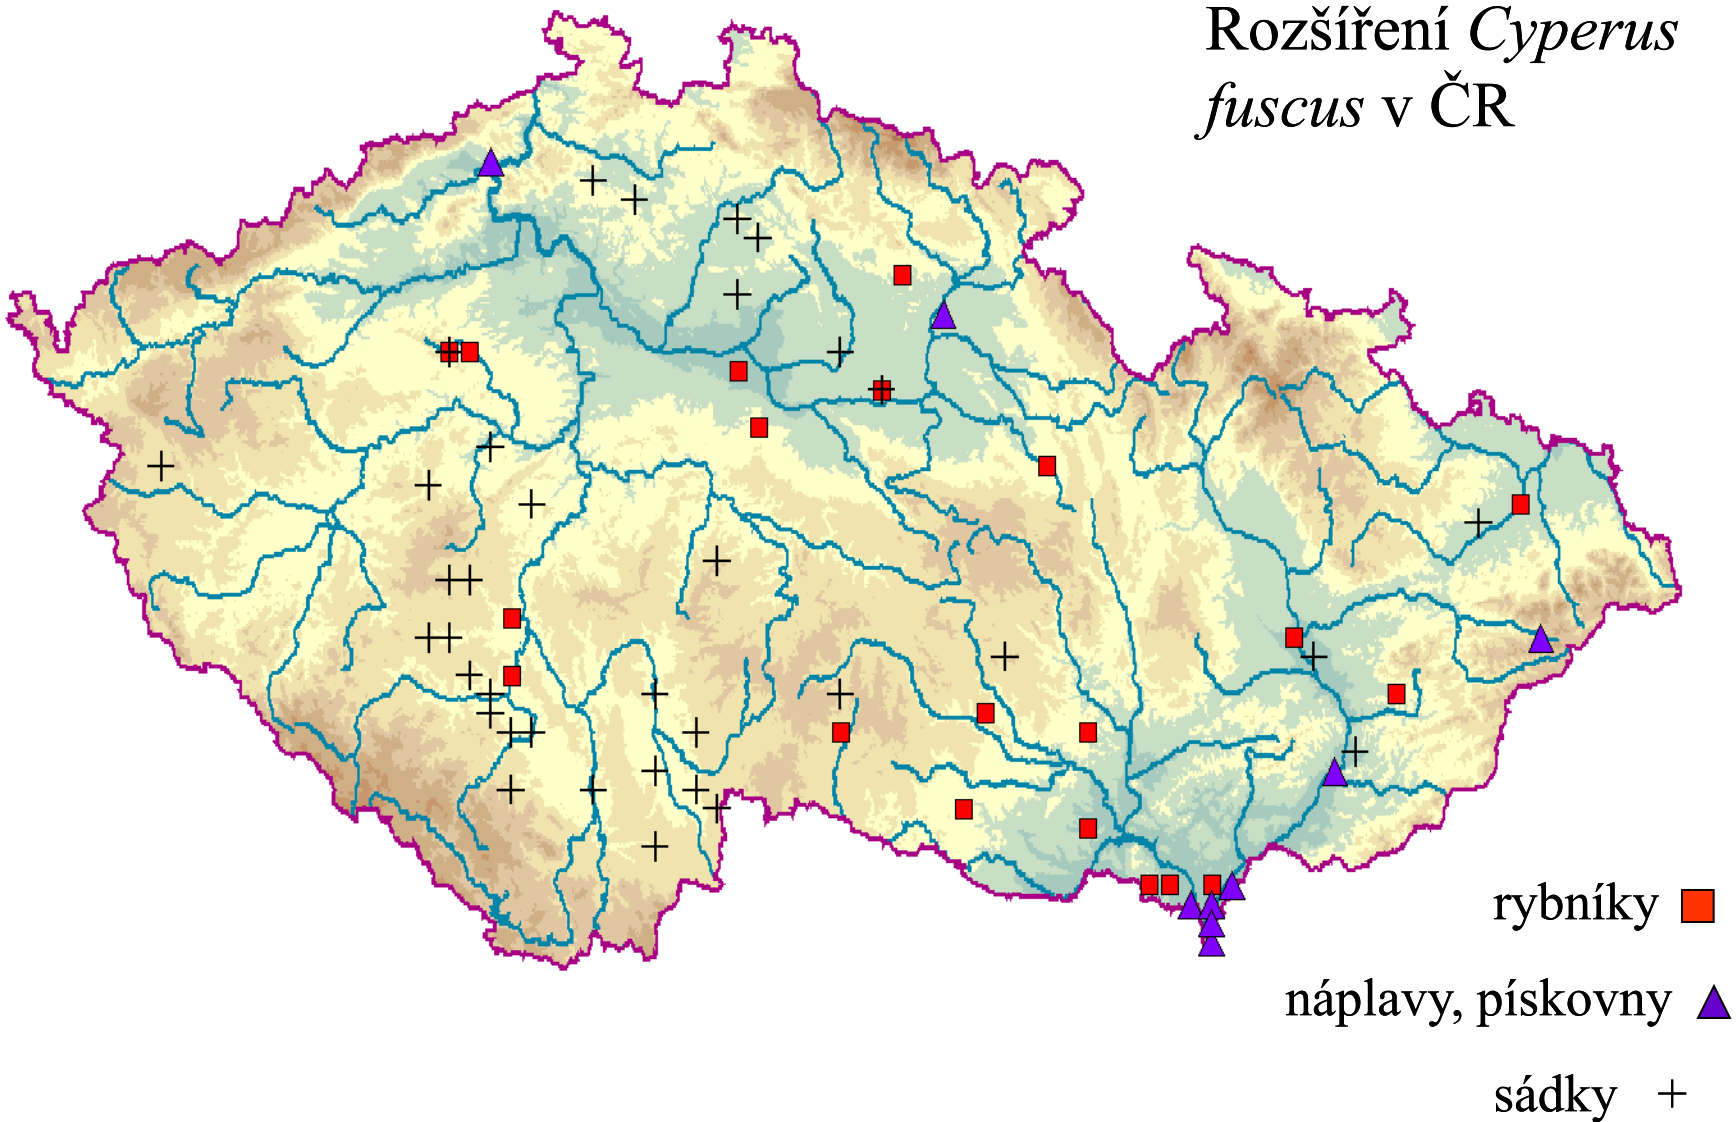 Rozšíření Cyperus
fuscus v ČR
rybníky
náplavy, pískovny
sádky